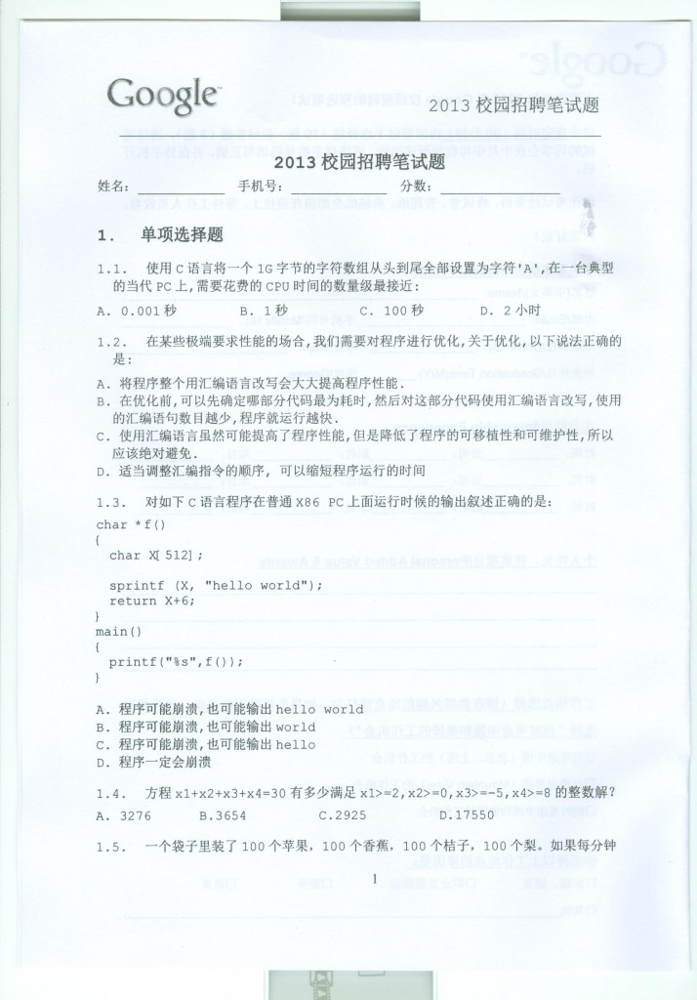 Google
2013 校园招聘笔试题
2013 校园招聘笔试题
姓名: 手机号: 分数:
1. 单项选择题
1.1. 使用 C 语言将一个 1G 字节的字符数组从头到尾全部设置为字符'A',在一台典型
的当代 PC 上,需要花费的 CPU 时间的数量级最接近:
A. 0.001 秒 B. 1 秒 C. 100 秒 D. 2 小时
1.2. 在某些极端要求性能的场合,我们需要对程序进行优化,关于优化,以下说法正确的
是:
A. 将程序整个用汇编语言改写会大大提高程序性能.
B. 在优化前,可以先确定哪部分代码最为耗时,然后对这部分代码使用汇编语言改写,使用
的汇编语句数目越少,程序就运行越快.
C. 使用汇编语言虽然可能提高了程序性能,但是降低了程序的可移植性和可维护性,所以
应该绝对避免.
D. 适当调整汇编指令的顺序, 可以缩短程序运行的时间
1.3. 对如下 C 语言程序在普通 X86 PC 上面运行时候的输出叙述正确的是:
char *f()
{
char X[512];
sprintf (X, "hello world");
return X+6;
}
main()
{
printf("%s",f());
}
A. 程序可能崩溃,也可能输出 hello world
B. 程序可能崩溃,也可能输出 world
C. 程序可能崩溃,也可能输出 hello
D. 程序一定会崩溃
1.4. 方程 x1+x2+x3+x4=30 有多少满足 x1>=2,x2>=0,x3>=-5,x4>=8 的整数解?
A. 3276 B.3654 C.2925 D.17550
1.5. 一个袋子里装了 100 个苹果, 100 个香蕉, 100 个桔子, 100 个梨。如果每分钟
1